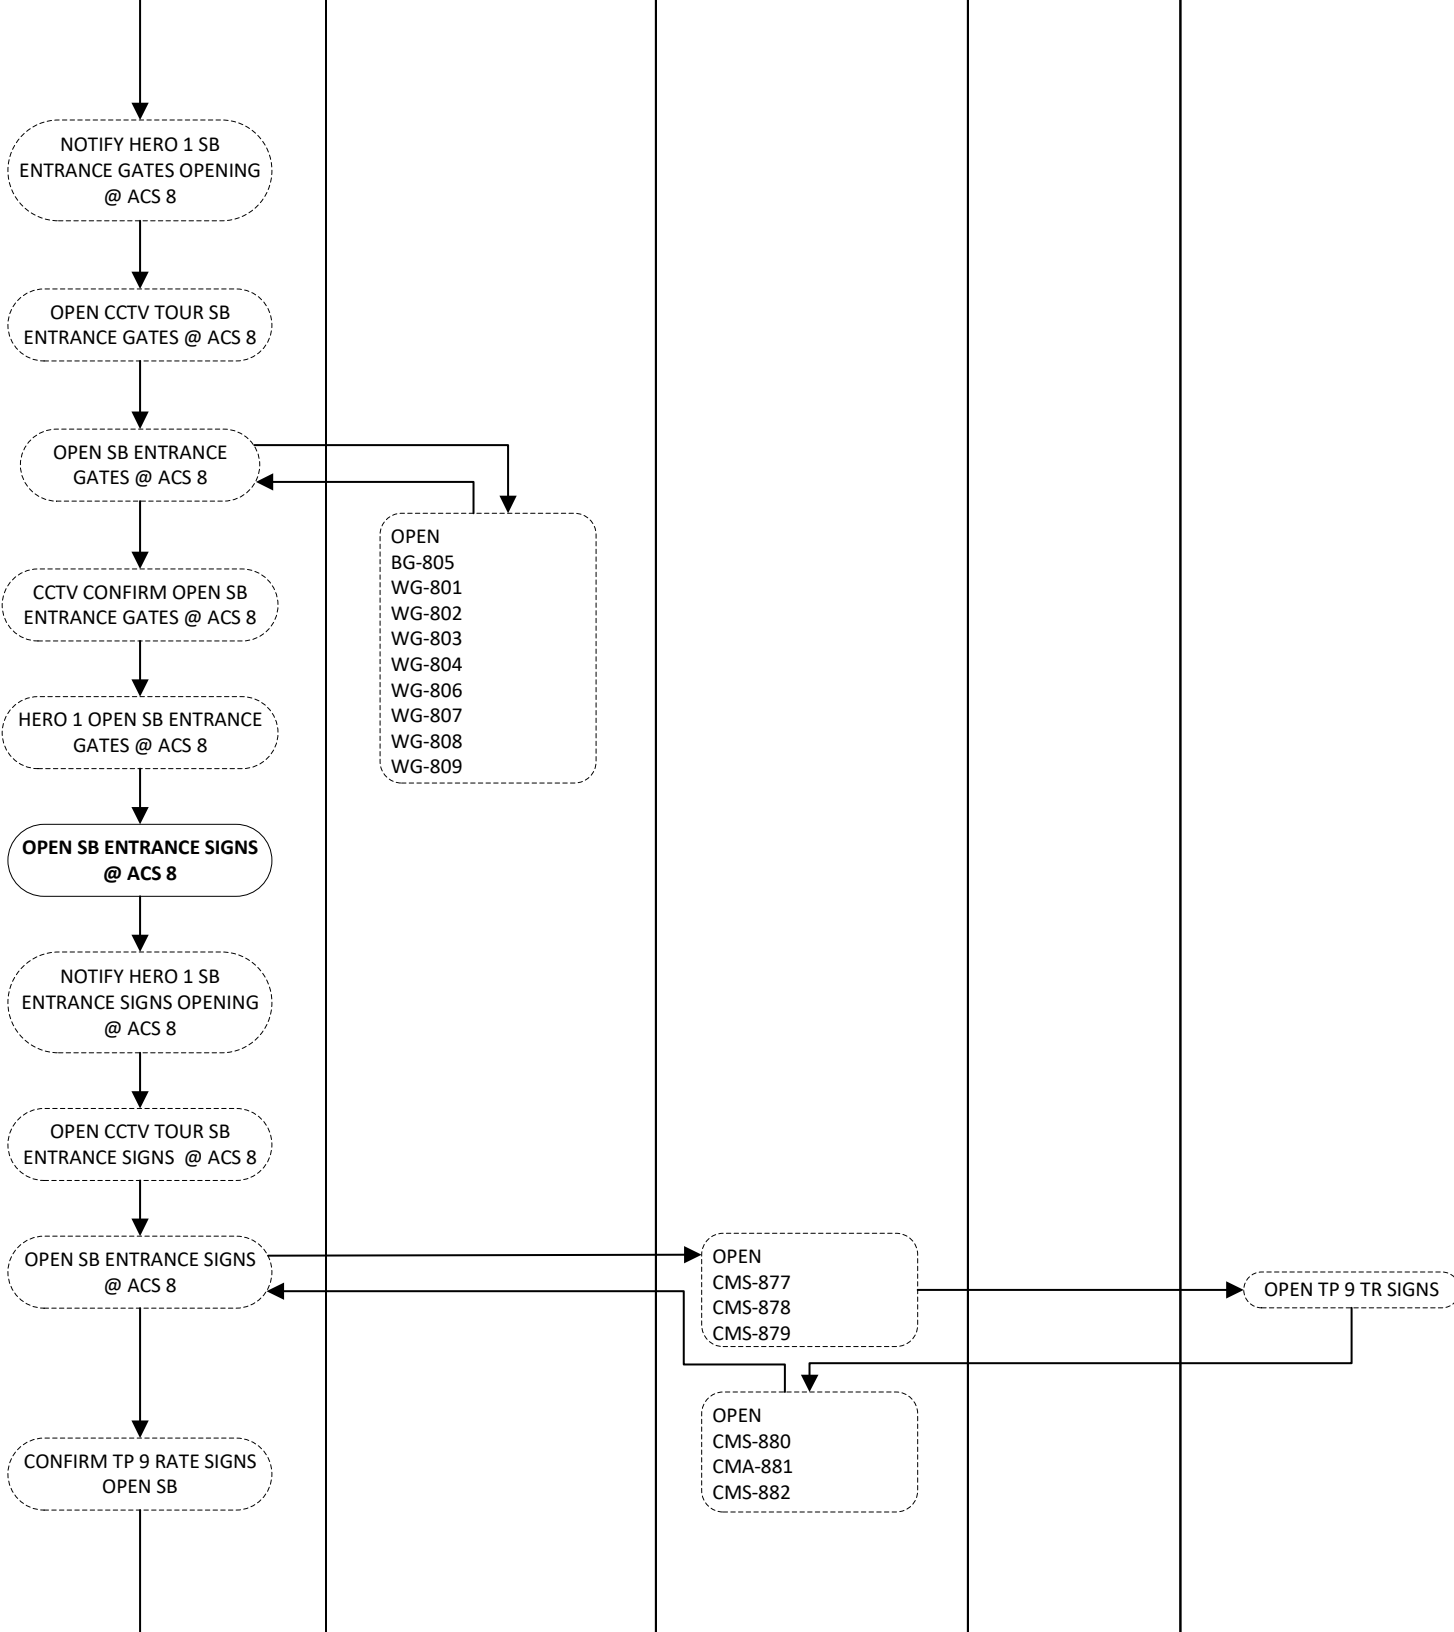 NOTIFY HERO 1 SB
ENTRANCE GATES OPENING
@ ACS 8
OPEN CCTV TOUR SB
ENTRANCE GATES @ ACS 8
OPEN SB ENTRANCE
GATES @ ACS 8
OPEN
BG-805
WG-801
WG-802
WG-803
WG-804
WG-806
WG-807
WG-808
WG-809
CCTV CONFIRM OPEN SB
ENTRANCE GATES @ ACS 8
HERO 1 OPEN SB ENTRANCE
GATES @ ACS 8
OPEN SB ENTRANCE SIGNS
@ ACS 8
NOTIFY HERO 1 SB
ENTRANCE SIGNS OPENING
@ ACS 8
OPEN CCTV TOUR SB
ENTRANCE SIGNS @ ACS 8
OPEN SB ENTRANCE SIGNS
@ ACS 8
OPEN
CMS-877
CMS-878
CMS-879
OPEN TP 9 TR SIGNS
OPEN
CMS-880
CMA-881
CMS-882
CONFIRM TP 9 RATE SIGNS
OPEN SB